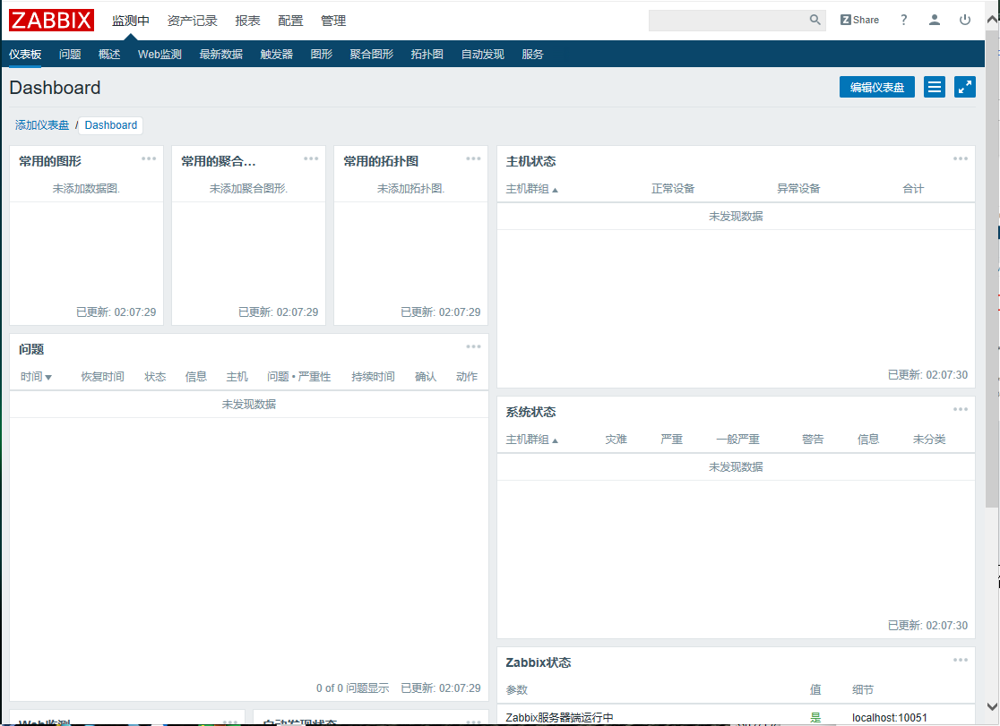 ZABBIX 监测中 资产记录 报表 配置 管理 Z Share ?
仪表板 问题 概述 Web监测 最新数据 触发器 图形 聚合图形 拓扑图 自动发现 服务
Dashboard 编辑仪表盘
添加仪表盘 / Dashboard
常用的图形
未添加数据图.
已更新: 02:07:29
常用的聚合...
未添加聚合图形.
已更新: 02:07:29
常用的拓扑图
未添加拓扑图.
已更新: 02:07:29
主机状态
主机群组 正常设备 异常设备 合计
未发现数据
已更新: 02:07:30
问题
时间 恢复时间 状态 信息 主机 问题 • 严重性 持续时间 确认 动作
未发现数据
0 of 0 问题显示 已更新: 02:07:29
系统状态
主机群组 灾难 严重 一般严重 警告 信息 未分类
未发现数据
已更新: 02:07:30
Zabbix状态
参数 值 细节
Zabbix服务器端运行中 是 localhost:10051
Web监测
自动发现状态